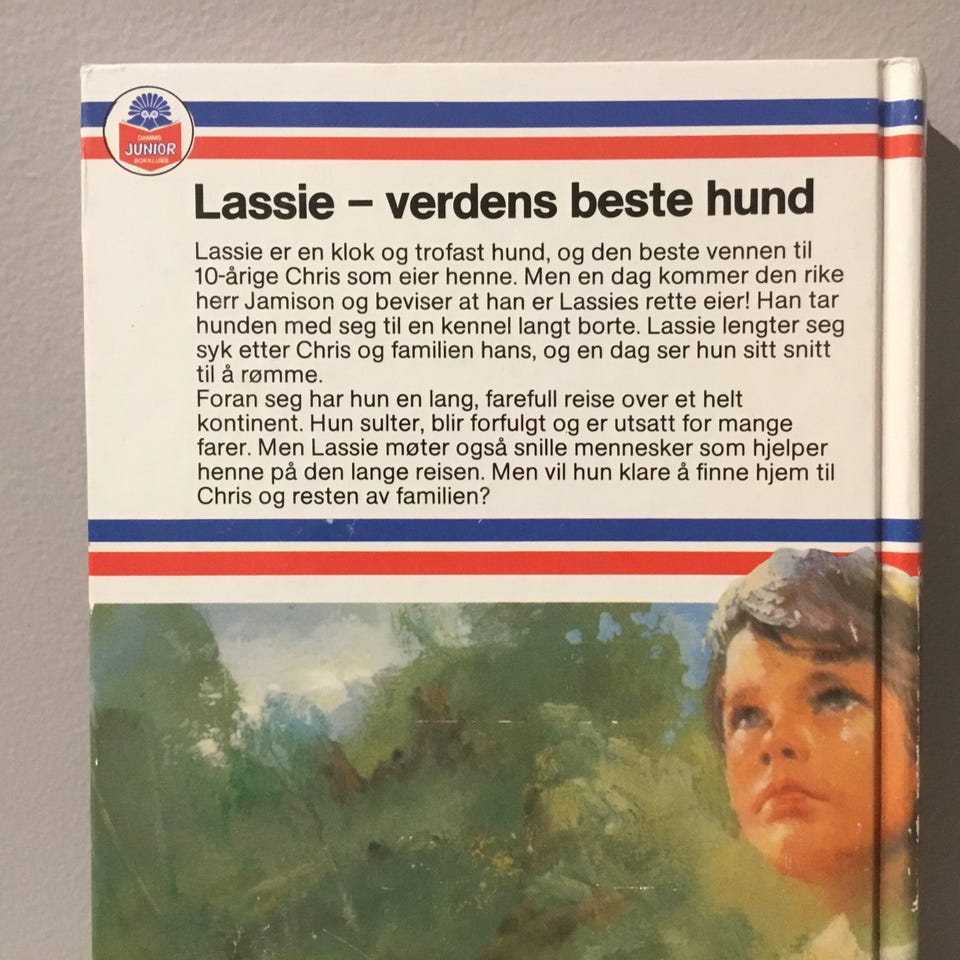 DAMMS
JUNIOR
BOKKLUBB
Lassie – verdens beste hund
Lassie er en klok og trofast hund, og den beste vennen til
10-årige Chris som eier henne. Men en dag kommer den rike
herr Jamison og beviser at han er Lassies rette eier! Han tar
hunden med seg til en kennel langt borte. Lassie lengter seg
syk etter Chris og familien hans, og en dag ser hun sitt snitt
til å rømme.
Foran seg har hun en lang, farefull reise over et helt
kontinent. Hun sulter, blir forfulgt og er utsatt for mange
farer. Men Lassie møter også snille mennesker som hjelper
henne på den lange reisen. Men vil hun klare å finne hjem til
Chris og resten av familien?